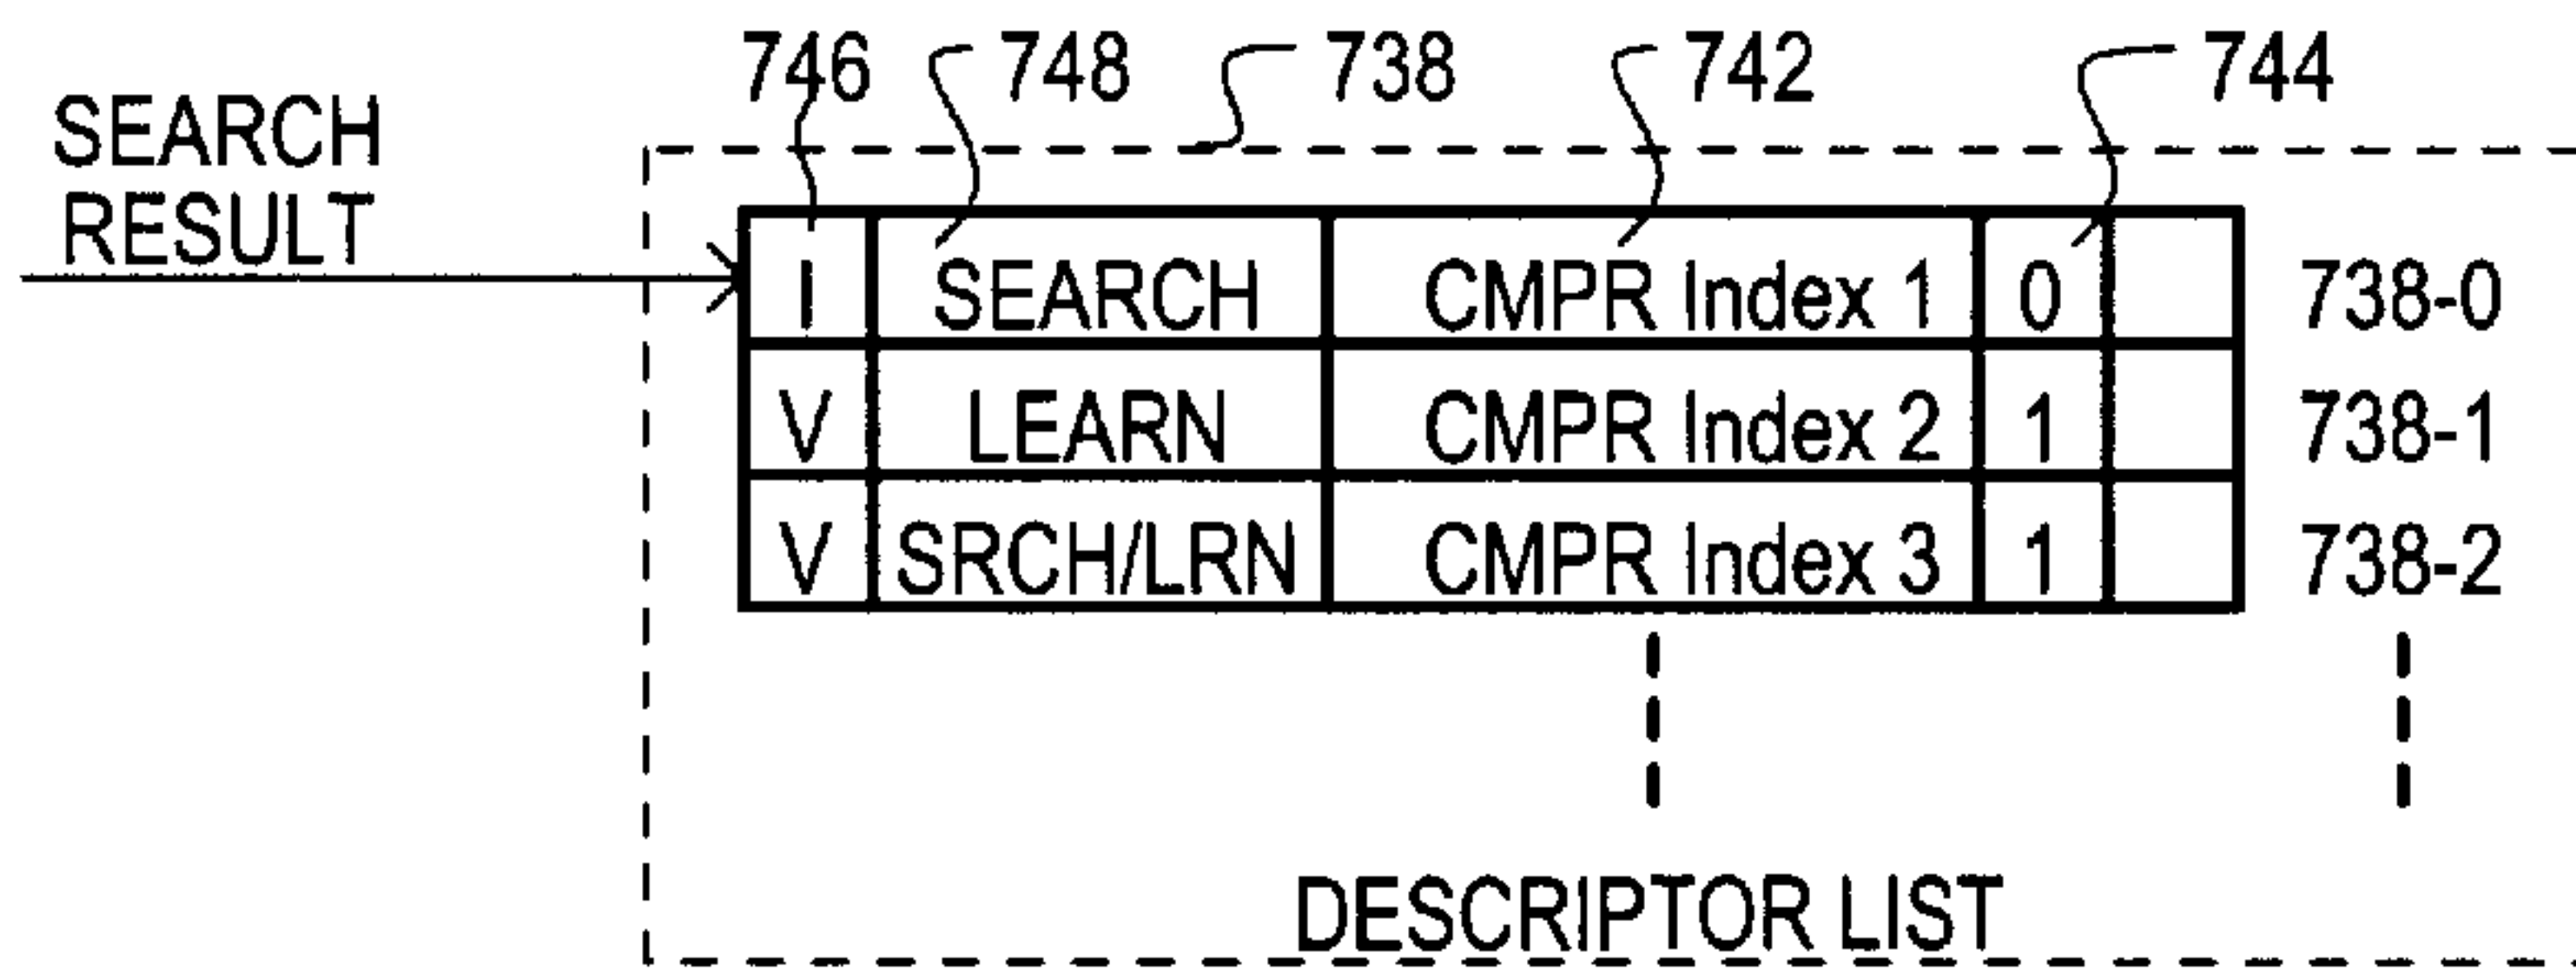 746 748 738 742 744
SEARCH
RESULT
I SEARCH CMPR Index 1 0 738-0
V LEARN CMPR Index 2 1 738-1
V SRCH/LRN CMPR Index 3 1 738-2
DESCRIPTOR LIST